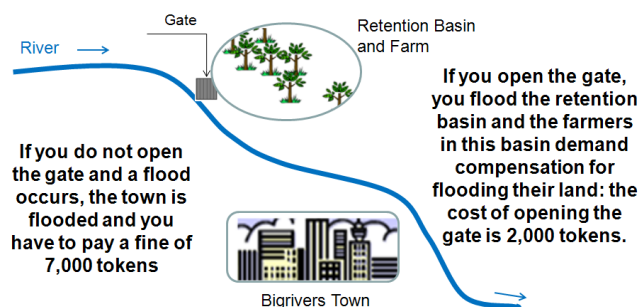 Gate
Retention Basin
and Farm
River
If you open the gate,
you flood the retention
basin and the farmers
in this basin demand
compensation for
flooding their land: the
cost of opening the
gate is 2,000 tokens.
If you do not open
the gate and a flood
occurs, the town is
flooded and you
have to pay a fine of
7,000 tokens
Bigrivers Town